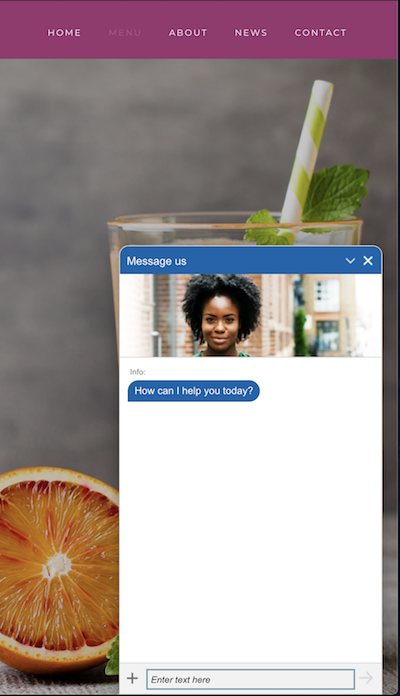 HOME MENU ABOUT NEWS CONTACT
Message us
Info:
How can I help you today?
Enter text here